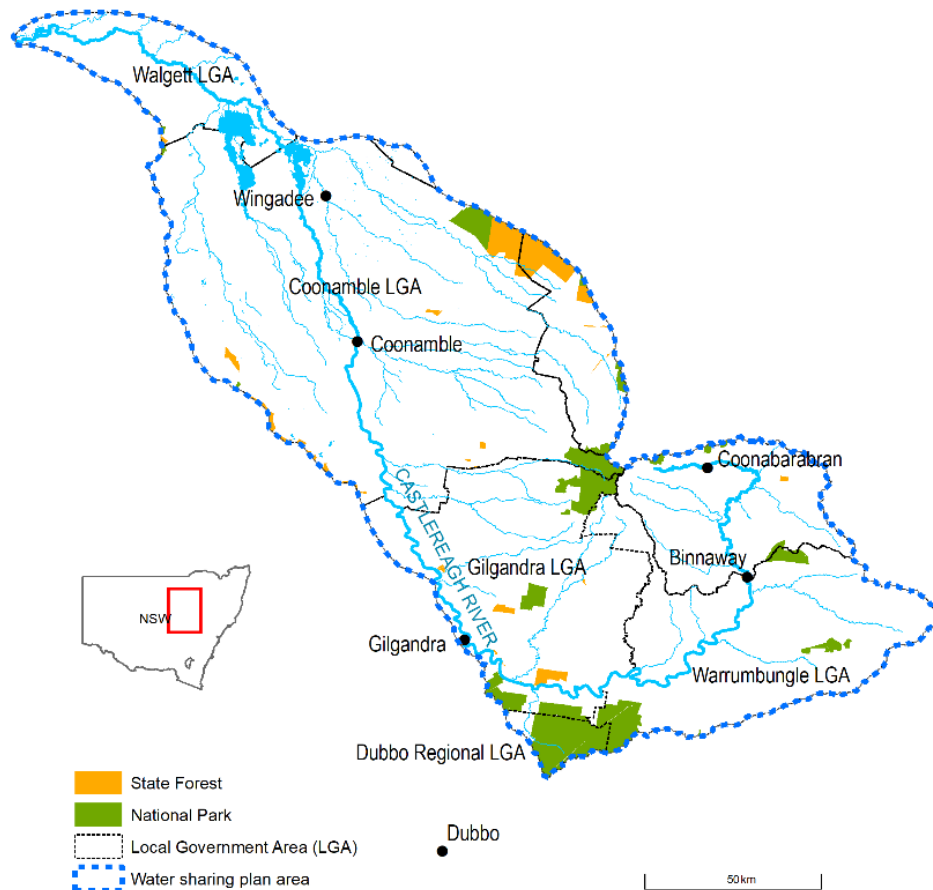 Walgett LGA
Wingadee
Coonamble LGA
Coonamble
Coonabarabran
CASTLEREAGH RIVER
Gilgandra LGA
Binnaway
NSW
Gilgandra
Warrumbungle LGA
Dubbo Regional LGA
State Forest
National Park
Local Government Area (LGA)
Water sharing plan area
Dubbo
50km